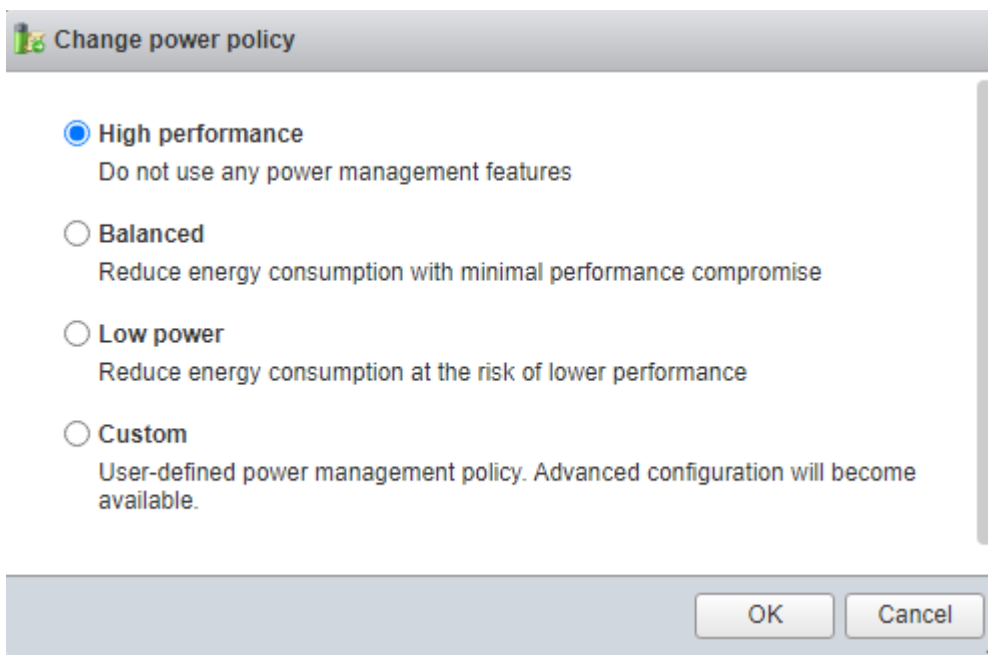 Change power policy
High performance
Do not use any power management features
Balanced
Reduce energy consumption with minimal performance compromise
Low power
Reduce energy consumption at the risk of lower performance
Custom
User-defined power management policy. Advanced configuration will become
available.
OK Cancel